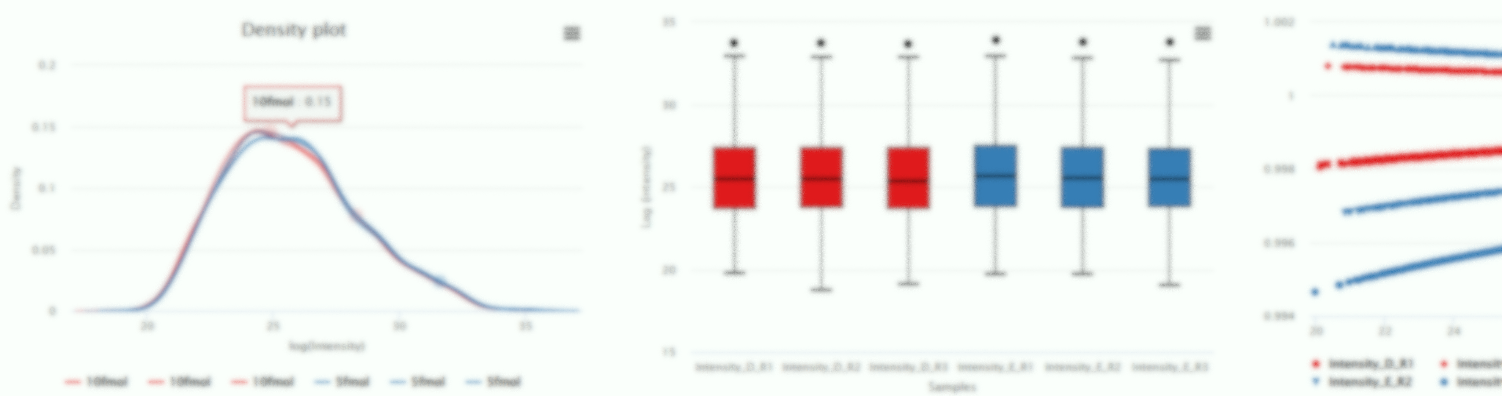 Density plot
0.2
10fmol : 0.15
0.15
Density
0.1
0.05
0
20
25
30
35
log(Intensity)
10fmol
10fmol
10fmol
5fmol
5fmol
5fmol
35
30
Log (Intensity)
25
20
15
Intensity_D_R1
Intensity_D_R2
Intensity_D_R3
Intensity_E_R1
Intensity_E_R2
Intensity_E_R3
Samples
1.002
1
0.998
0.996
0.994
20
22
24
Intensity_D_R1
Intensit
Intensity_E_R2
Intensit